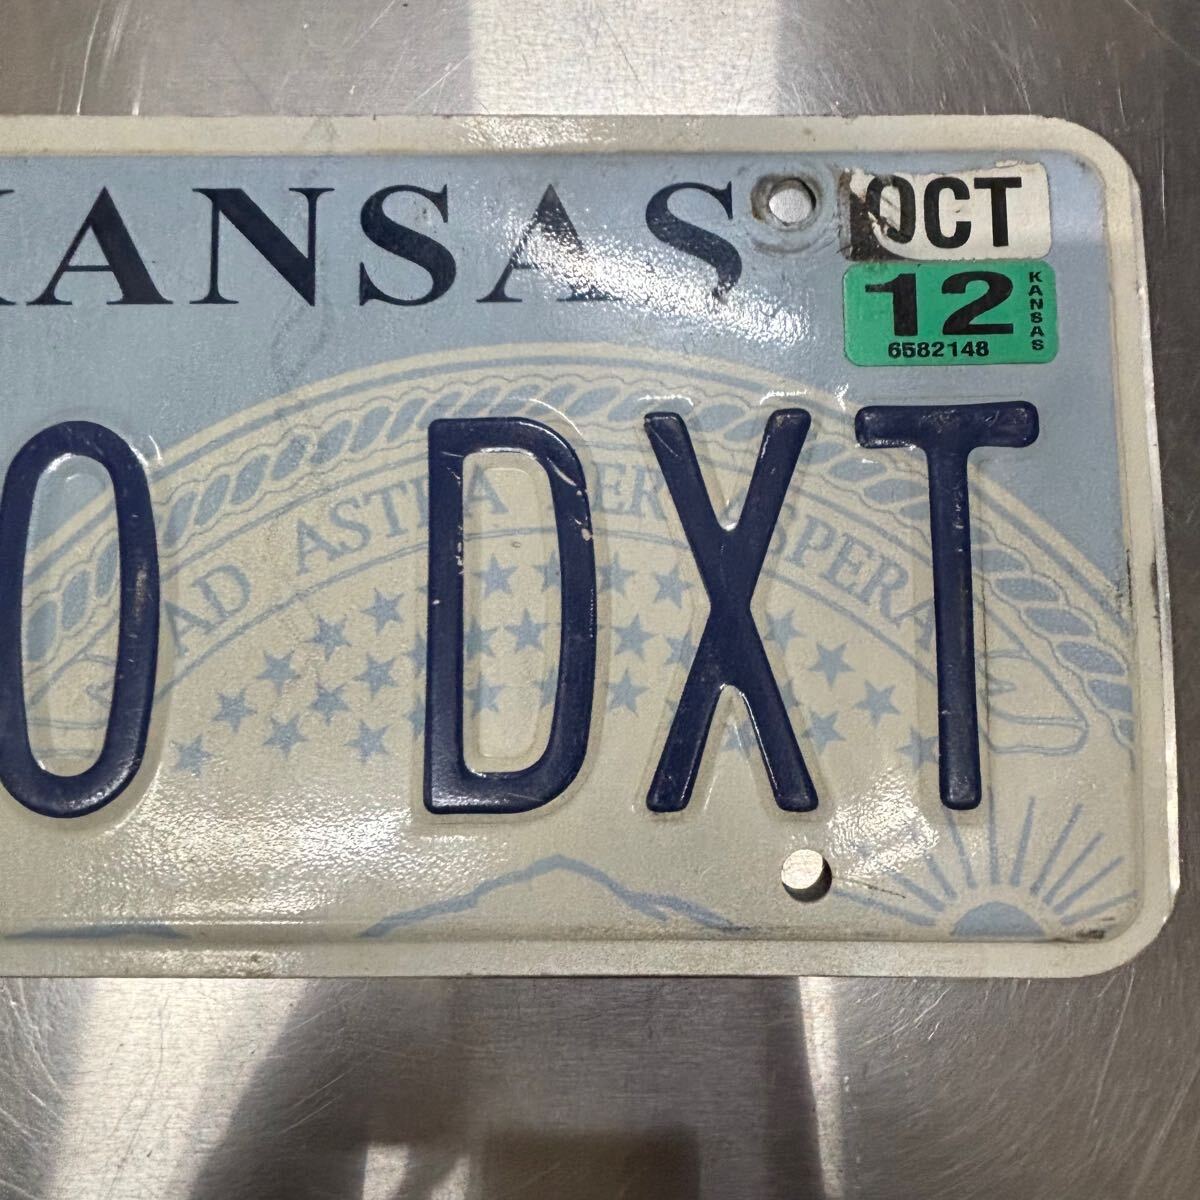 KANSAS
OCT
12
KANSAS
6582148
AD ASTRA PER ASPERA
0 DXT